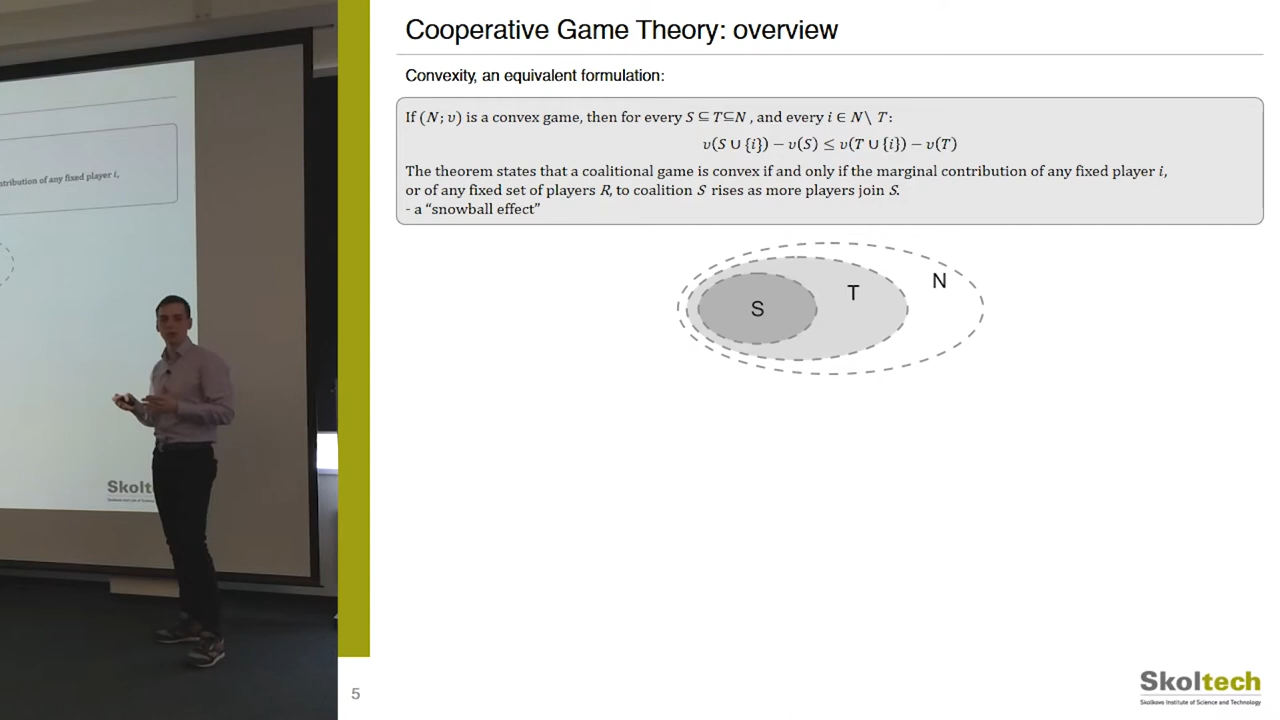 Cooperative Game Theory: overview
Convexity, an equivalent formulation:
If (N; υ) is a convex game, then for every S ⊆ T⊆N , and every i ∈ N\ T:
υ(S ∪ {i}) − υ(S) ≤ υ(T ∪ {i}) − υ(T)
The theorem states that a coalitional game is convex if and only if the marginal contribution of any fixed player i,
or of any fixed set of players R, to coalition S rises as more players join S.
- a “snowball effect”
S
T
N
ntribution of any fixed player i,
Skolt
5
Skoltech
Skolkovo Institute of Science and Technology